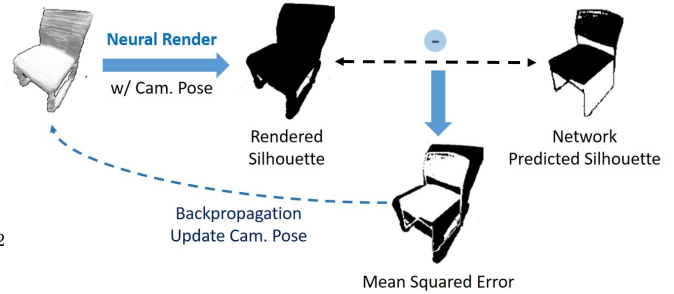 Neural Render
w/ Cam. Pose
-
Rendered
Silhouette
Network
Predicted Silhouette
Backpropagation
Update Cam. Pose
2
Mean Squared Error